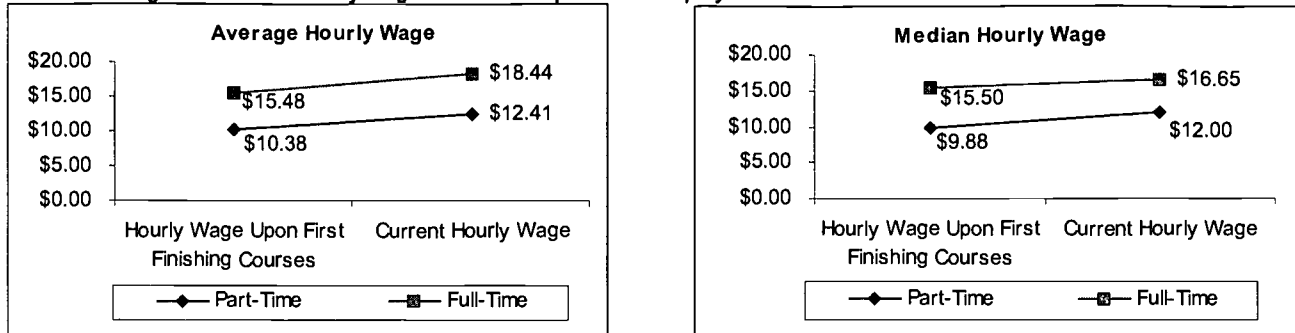 Average Hourly Wage
$20.00
$15.00
$10.00
$5.00
$0.00
$15.48
$18.44
$10.38
$12.41
Hourly Wage Upon First Finishing Courses
Current Hourly Wage
Part-Time
Full-Time
Median Hourly Wage
$20.00
$15.00
$10.00
$5.00
$0.00
$15.50
$16.65
$9.88
$12.00
Hourly Wage Upon First Finishing Courses
Current Hourly Wage
Part-Time
Full-Time